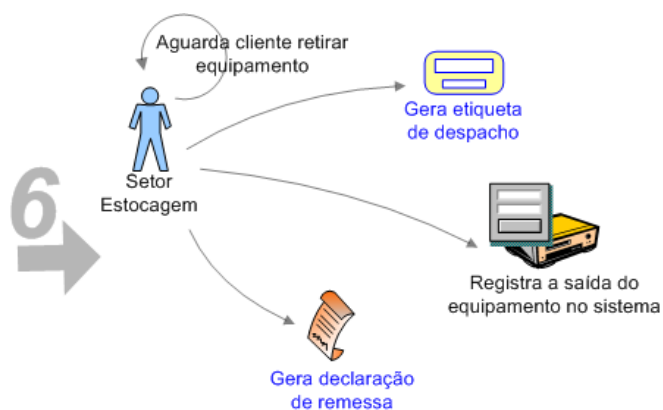 Aguarda cliente retirar
equipamento
Gera etiqueta
de despacho
Setor
Estocagem
6
Registra a saída do
equipamento no sistema
Gera declaração
de remessa